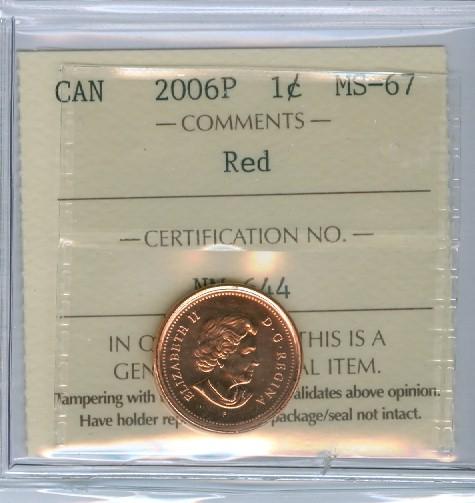 CAN 2006P 1¢ MS-67
— COMMENTS —
Red
— CERTIFICATION NO. —
644
IN THIS IS A
ITEM.
Tampering with above opinion.
Have holder package/seal not intact.
ELIZABETH II D·G·REGINA
P